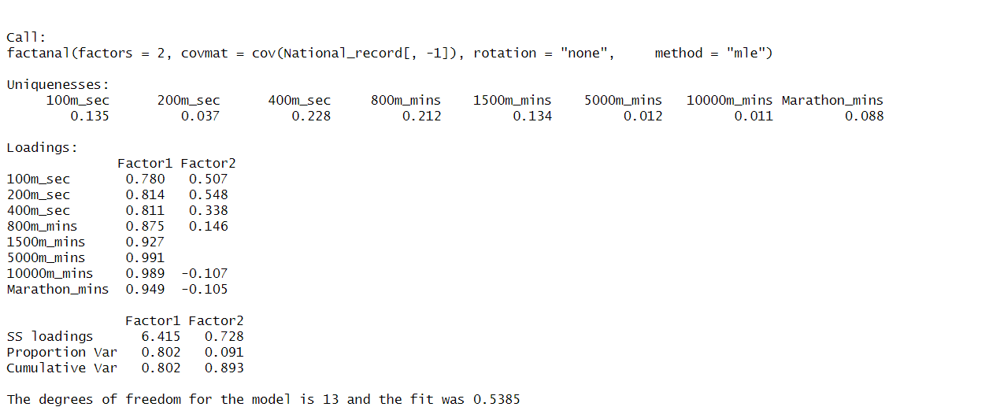 Call:
factanal(factors = 2, covmat = cov(National_record[, -1]), rotation = "none",     method = "mle")
Uniquenesses:
     100m_sec      200m_sec      400m_sec     800m_mins    1500m_mins    5000m_mins   10000m_mins Marathon_mins
        0.135         0.037         0.228         0.212         0.134         0.012         0.011         0.088
Loadings:
              Factor1 Factor2
100m_sec       0.780   0.507
200m_sec       0.814   0.548
400m_sec       0.811   0.338
800m_mins      0.875   0.146
1500m_mins     0.927
5000m_mins     0.991
10000m_mins    0.989  -0.107
Marathon_mins  0.949  -0.105
               Factor1 Factor2
SS loadings      6.415   0.728
Proportion Var   0.802   0.091
Cumulative Var   0.802   0.893
The degrees of freedom for the model is 13 and the fit was 0.5385